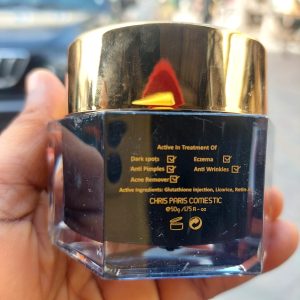 Active In Treatment Of
Dark spots Eczema
Anti Pimples Anti Wrinkles
Acne Remover
Active Ingredients: Glutathione Injection, Licorice, Retin
CHRIS PARIS COMESTIC
℮50g